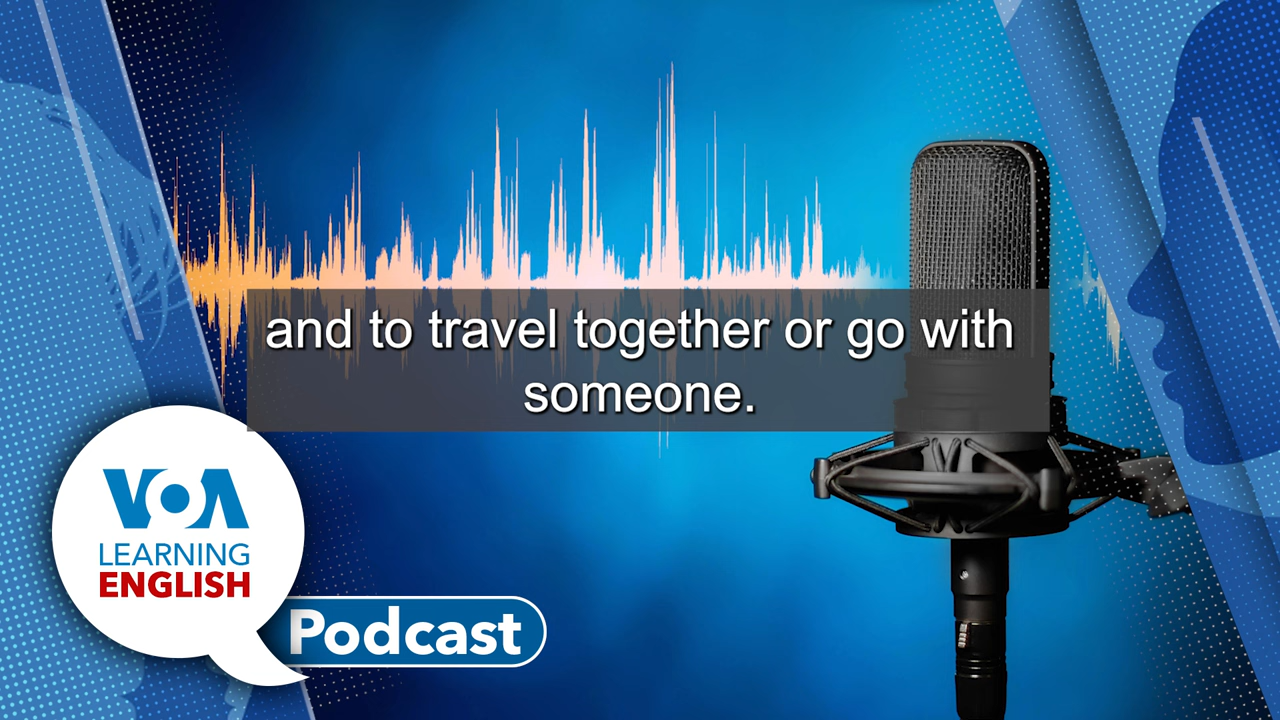 and to travel together or go with
someone.
VOA
LEARNING
ENGLISH
Podcast